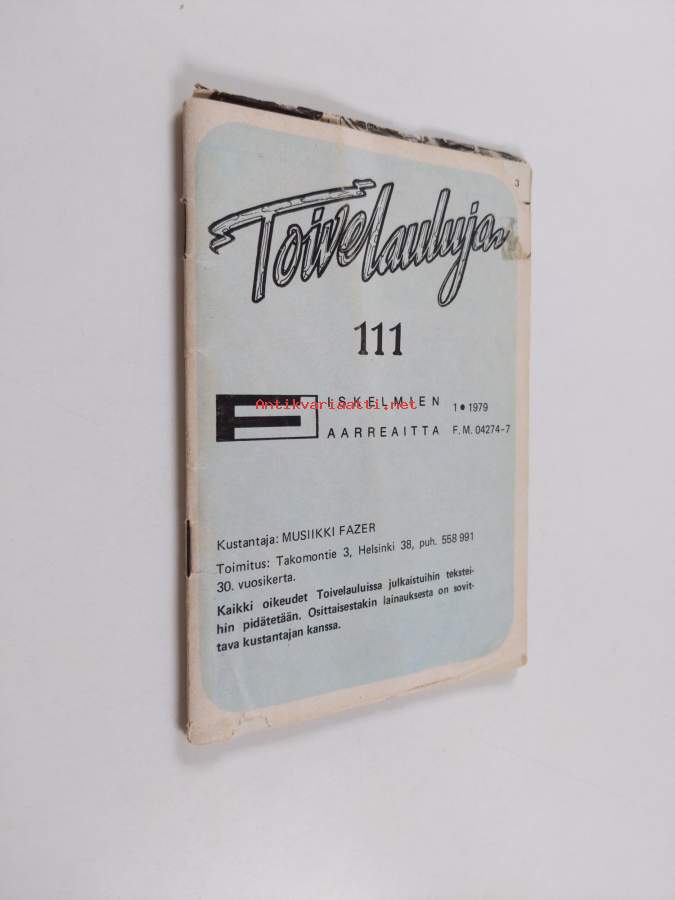 3
Toivelauluja
111
ISKELMIEN 1 • 1979
AARREAITTA F.M. 04274-7
Antikvariaatti.net
Kustantaja: MUSIIKKI FAZER
Toimitus: Takomontie 3, Helsinki 38, puh. 558 991
30. vuosikerta.
Kaikki oikeudet Toivelauluissa julkaistuihin tekstei-
hin pidätetään. Osittaisestakin lainauksesta on sovit-
tava kustantajan kanssa.